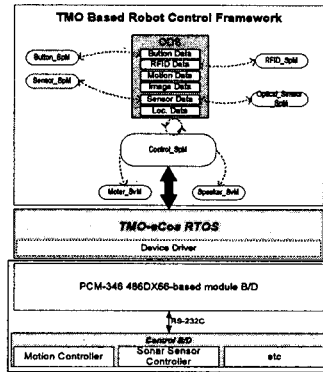 TMO Based Robot Control Framework
ODS
Button Data
RFID Data
Motion Data
Image Data
Sensor Data
Loc. Data
Button_SpM
Sensor_SpM
RFID_SpM
Optical_Sensor_
SpM
Control_SpM
Motor_SvM
Speaker_SvM
TMO-eCos RTOS
Device Driver
PCM-346 486DX66-based module B/D
RS-232C
Control B/D
Motion Controller
Sonar Sensor
Controller
etc